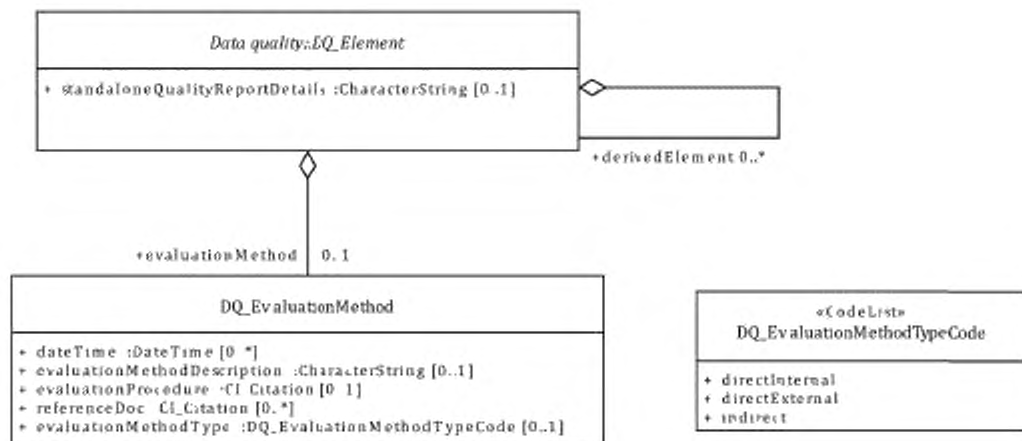 Data quality::DQ_Element
+ standaloneQualityReportDetails :CharacterString [0..1]
+derivedElement 0..*
+evaluationMethod 0..1
DQ_EvaluationMethod
+ dateTime :DateTime [0..*]
+ evaluationMethodDescription :CharacterString [0..1]
+ evaluationProcedure :CI_Citation [0..1]
+ referenceDoc :CI_Citation [0..*]
+ evaluationMethodType :DQ_EvaluationMethodTypeCode [0..1]
«CodeList»
DQ_EvaluationMethodTypeCode
+ directInternal
+ directExternal
+ indirect